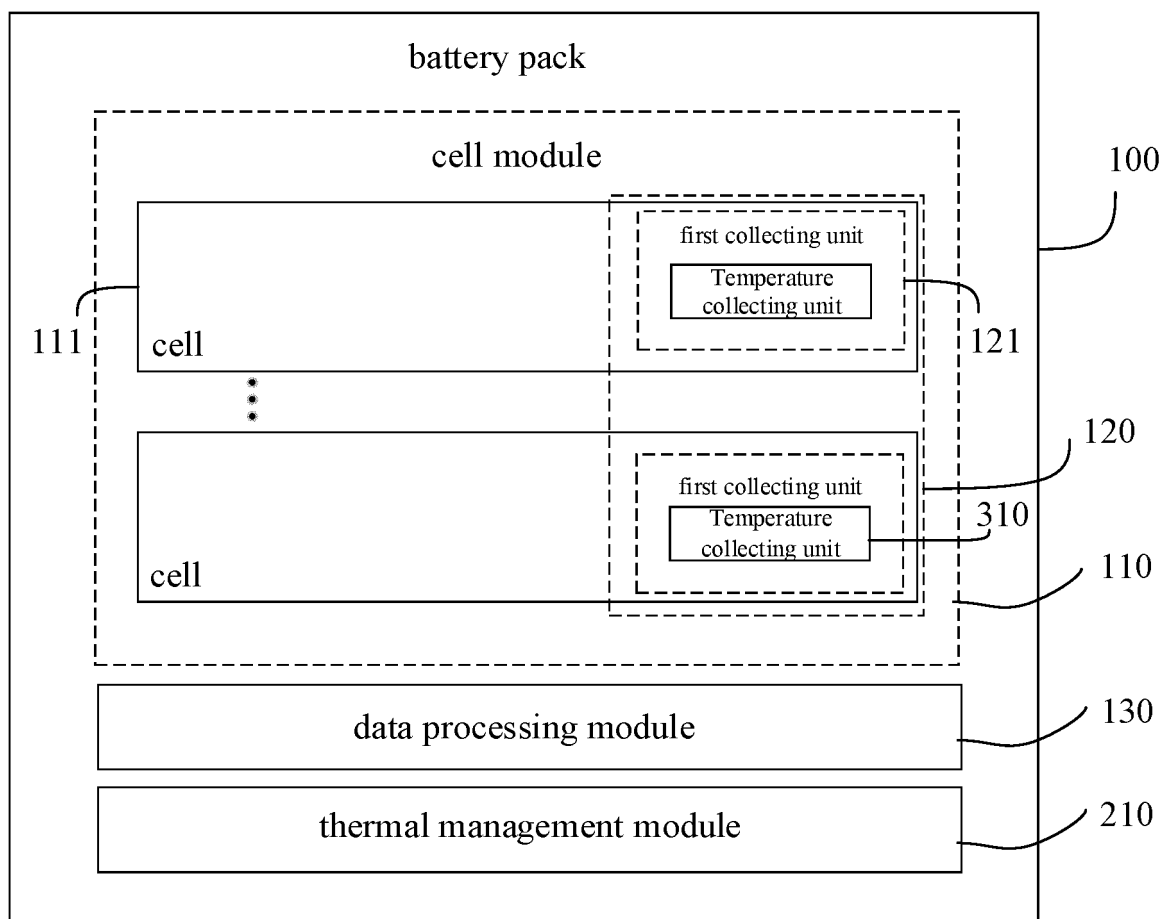 battery pack
cell module
100
first collecting unit
Temperature
collecting unit
111
cell
121
120
first collecting unit
Temperature
collecting unit
310
cell
110
data processing module
130
thermal management module
210